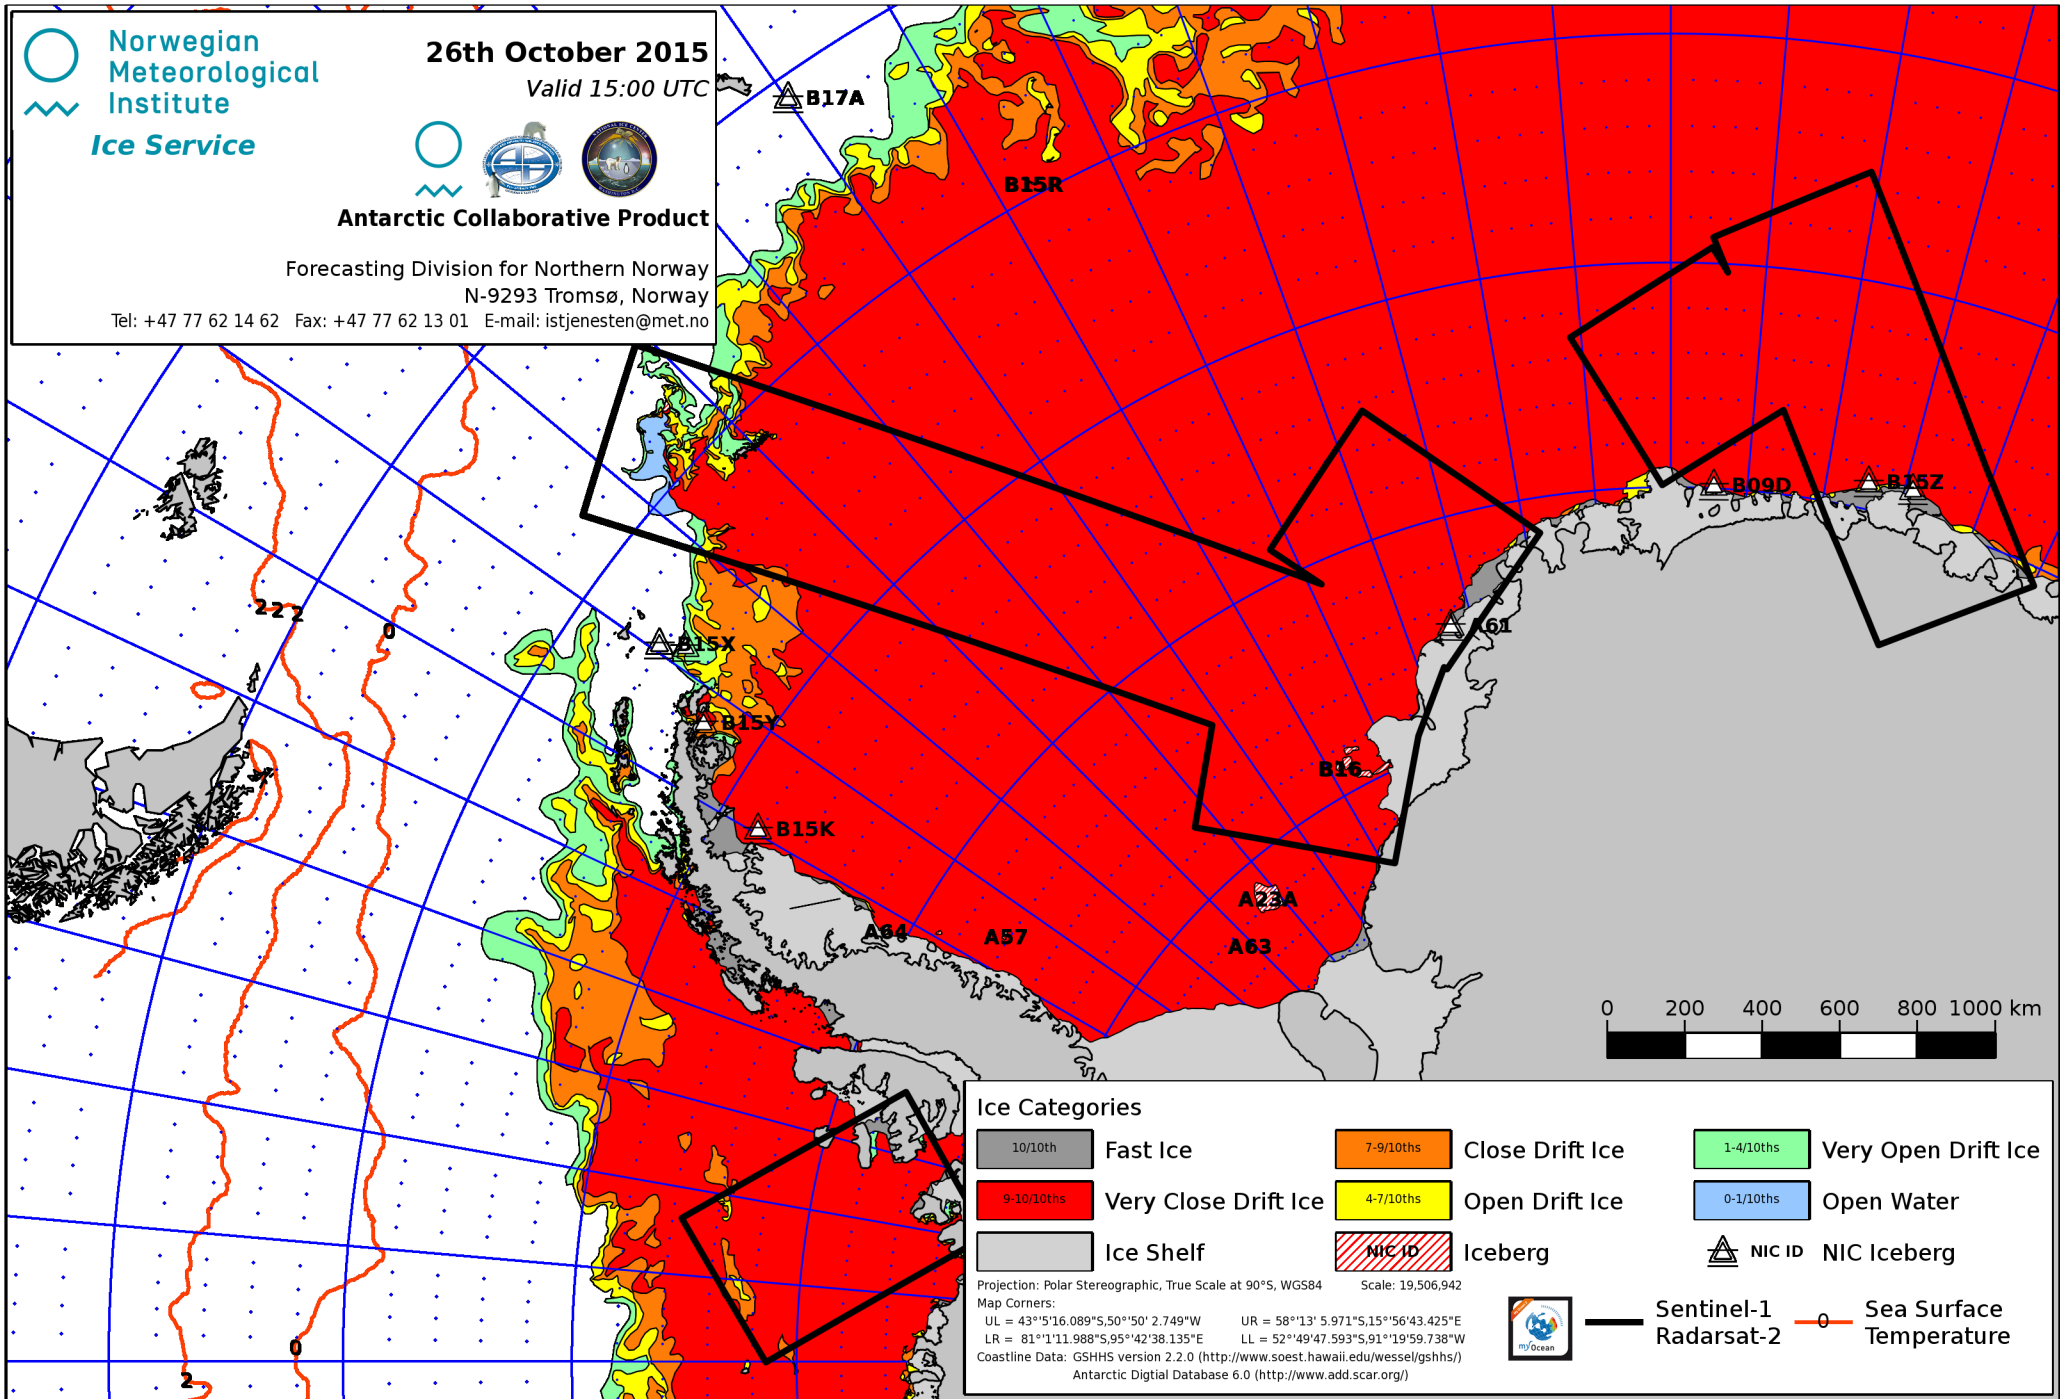 Norwegian
Meteorological
Institute
Ice Service
26th October 2015
Valid 15:00 UTC
Antarctic Collaborative Product
Forecasting Division for Northern Norway
N-9293 Tromsø, Norway
Tel: +47 77 62 14 62 Fax: +47 77 62 13 01 E-mail: istjenesten@met.no
B17A
B15R
B09D
B15Z
2 2 2
0
A61
B15X
B15Y
B16
B15K
A23A
A64
A57
A63
0
2
0 200 400 600 800 1000 km
Ice Categories
10/10th Fast Ice
7-9/10ths Close Drift Ice
1-4/10ths Very Open Drift Ice
9-10/10ths Very Close Drift Ice
4-7/10ths Open Drift Ice
0-1/10ths Open Water
Ice Shelf
NIC ID Iceberg
NIC ID NIC Iceberg
Projection: Polar Stereographic, True Scale at 90°S, WGS84 Scale: 19,506,942
Map Corners:
UL = 43°'5'16.089"S,50°'50' 2.749"W UR = 58°'13' 5.971"S,15°'56'43.425"E
LR = 81°'1'11.988"S,95°'42'38.135"E LL = 52°'49'47.593"S,91°'19'59.738"W
Coastline Data: GSHHS version 2.2.0 (http://www.soest.hawaii.edu/wessel/gshhs/)
Antarctic Digtial Database 6.0 (http://www.add.scar.org/)
myOcean
Sentinel-1
Radarsat-2
0
Sea Surface
Temperature